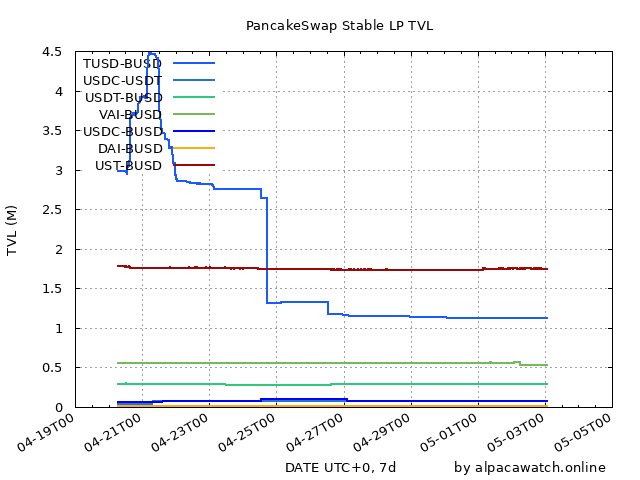 PancakeSwap Stable LP TVL
4.5
4
3.5
3
2.5
2
1.5
1
0.5
0
TVL (M)
TUSD-BUSD
USDC-USDT
USDT-BUSD
VAI-BUSD
USDC-BUSD
DAI-BUSD
UST-BUSD
04-19T00
04-21T00
04-23T00
04-25T00
04-27T00
04-29T00
05-01T00
05-03T00
05-05T00
DATE UTC+0, 7d
by alpacawatch.online